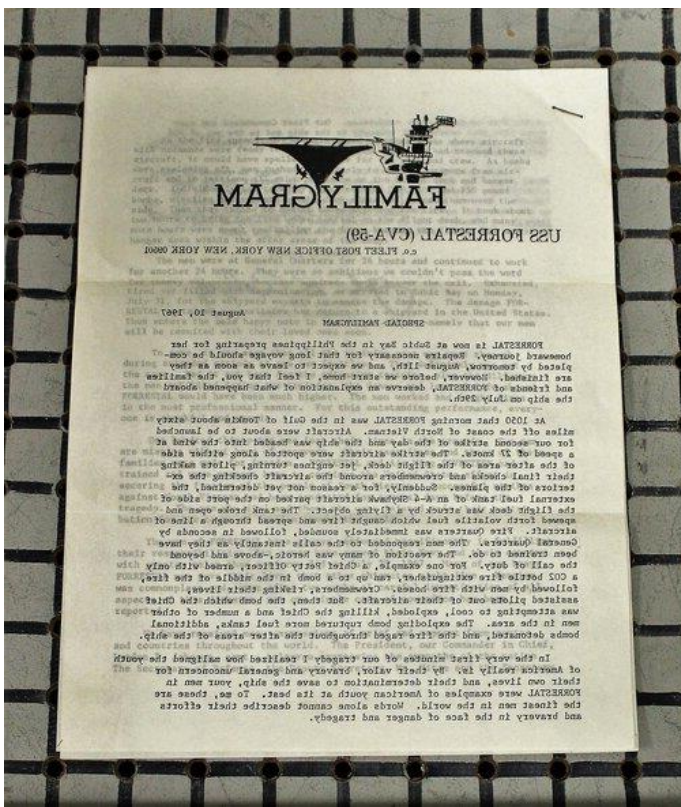 FAMILYGRAM
USS FORRESTAL (CVA-59)
c.o. FLEET POST OFFICE NEW YORK, NEW YORK 09501
August 10, 1967
SPECIAL FAMILYGRAM
FORRESTAL is now at Subic Bay in the Philippines preparing for her
homeward journey. Repairs necessary for that long voyage should be com-
pleted by tomorrow, August 11th, and we expect to leave as soon as they
are finished. However, before we start home, I feel that you, the families
and friends of FORRESTAL, deserve an explanation of what happened aboard
the ship on July 29th.
At 1050 that morning FORRESTAL was in the Gulf of Tonkin about sixty
miles off the coast of North Vietnam. Aircraft were about to be launched
for our second strike of the day and the ship was headed into the wind at
a speed of 27 knots. The strike aircraft were spotted along either side
of the after area of the flight deck, jet engines turning, pilots making
their final checks and crewmembers around the aircraft checking the ex-
teriors of the planes. Suddenly, for a reason not yet determined, the
external fuel tank of an A-4 Skyhawk aircraft parked on the port side of
the flight deck was struck by a flying object. The tank broke open and
spewed forth volatile fuel which caught fire and spread through a line of
aircraft. Fire Quarters was immediately sounded, followed in seconds by
General Quarters. The men responded to the calls instantly as they have
been trained to do. The reaction of many was heroic,—above and beyond
the call of duty. For one example, a Chief Petty Officer, armed with only
a CO2 bottle fire extinguisher, ran up to a bomb in the middle of the fire,
followed by men with fire hoses. Crewmembers, risking their lives,
assisted pilots out of their aircraft. But then, the bomb which the Chief
was attempting to cool, exploded, killing the Chief and a number of other
men in the area. The exploding bomb ruptured more fuel tanks, additional
bombs detonated, and the fire raged throughout the after areas of the ship.
In the very first minutes of our tragedy I realized how maligned the youth
of America really is. By their valor, bravery and general unconcern for
their own lives, and their determination to save the ship, your men in
FORRESTAL were examples of American youth at its best. To me, these are
the finest men in the world. Words alone cannot describe their efforts
and bravery in the face of danger and tragedy.